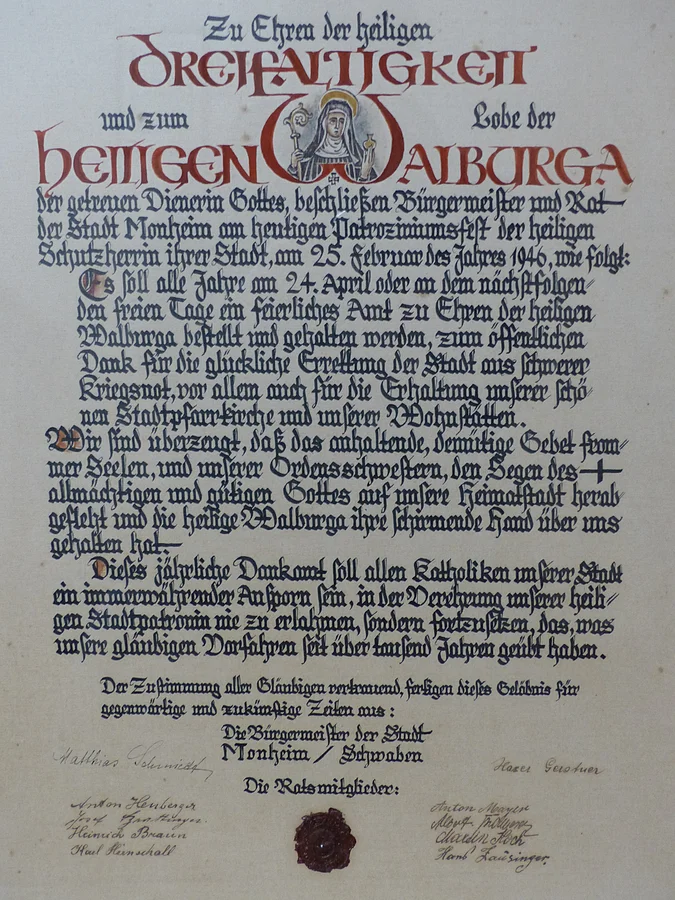 Zu Ehren der heiligen
DREIFALTIGKEIT
und zum Lobe der
HEILIGEN WALBURGA
der getreuen Dienerin Gottes, beschließen Bürgermeister und Rat
der Stadt Monheim am heutigen Patroziniumsfest der heiligen
Schutzherrin ihrer Stadt, am 25. Februar des Jahres 1946, wie folgt:
Es soll alle Jahre am 24. April oder an dem nächstfolgen-
den freien Tage ein feierliches Amt zu Ehren der heiligen
Walburga bestellt und gehalten werden, zum öffentlichen
Dank für die glückliche Errettung der Stadt aus schwerer
Kriegsnot, vor allem auch für die Erhaltung unserer schö-
nen Stadtpfarrkirche und unserer Wohnstätten.
Wir sind überzeugt, daß das anhaltende, demütige Gebet from-
mer Seelen, und unserer Ordensschwestern, den Segen des
allmächtigen und gütigen Gottes auf unsere Heimatstadt herab-
gefleht und die heilige Walburga ihre schirmende Hand über uns
gehalten hat.
Dieses jährliche Dankamt soll allen Katholiken unserer Stadt
ein immerwährender Ansporn sein, in der Verehrung unserer heili-
gen Stadtpatronin nie zu erlahmen, sondern fortzusetzen, das, was
unsere gläubigen Vorfahren seit über tausend Jahren geübt haben.
Der Zustimmung aller Gläubigen vertrauend, fertigen dieses Gelöbnis für
gegenwärtige und zukünftige Zeiten aus:
Die Bürgermeister der Stadt
Monheim / Schwaben
Matthias Schmidt
Gerstner
Die Ratsmitglieder:
Anton Heuberger
Anton Mayer
Josef
Heinrich Braun
Martin Koch
Karl Henschall
Hans Lausinger.